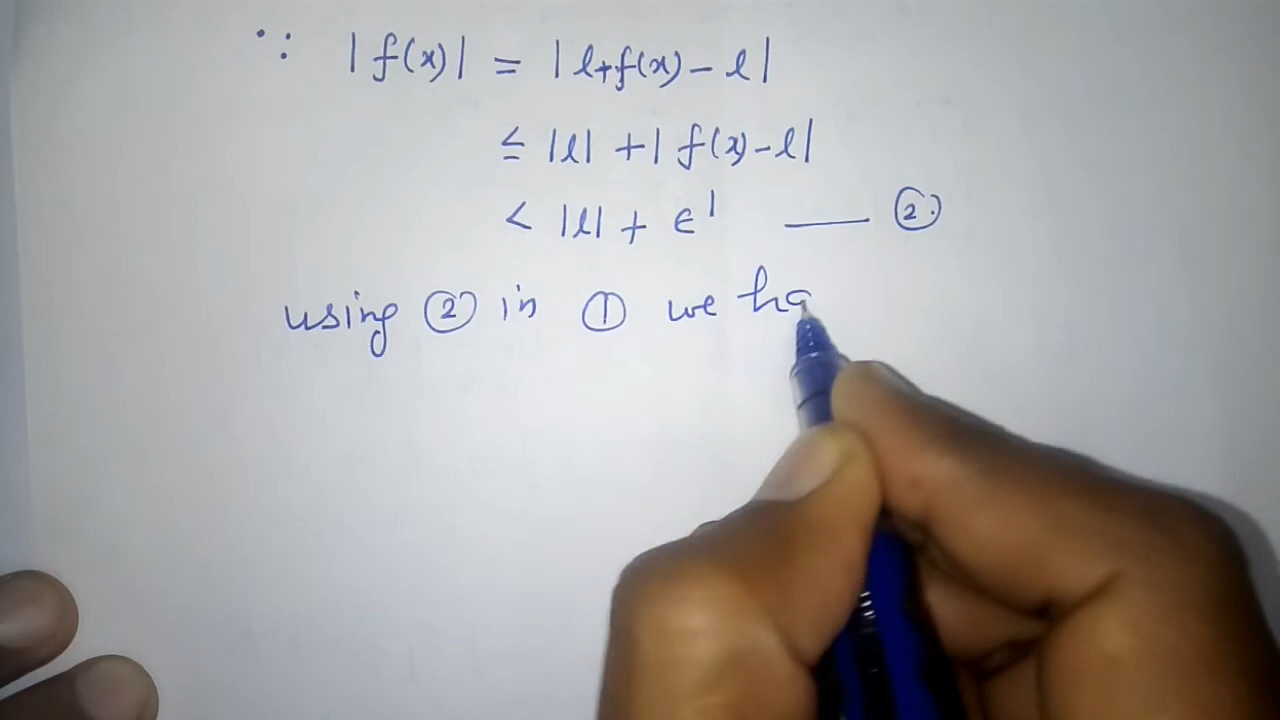 ∵ |f(x)| = |l+f(x)-l|
≤ |l| + |f(x)-l|
< |l| + ϵ' —— ②.
using ② in ① we ha